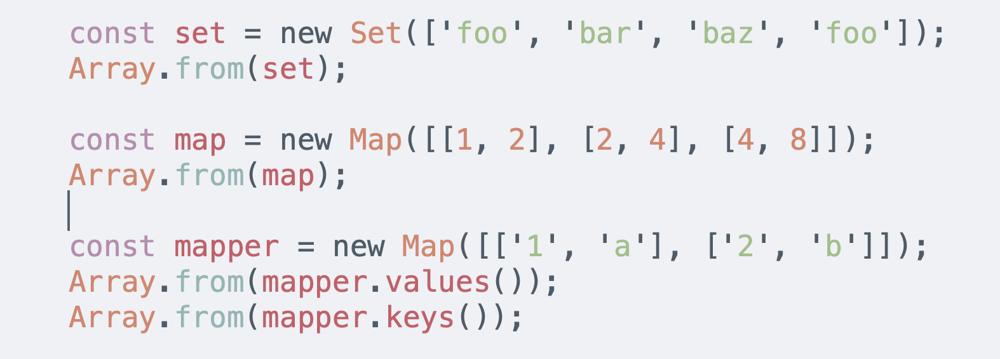 const set = new Set(['foo', 'bar', 'baz', 'foo']);
Array.from(set);

const map = new Map([[1, 2], [2, 4], [4, 8]]);
Array.from(map);

const mapper = new Map([['1', 'a'], ['2', 'b']]);
Array.from(mapper.values());
Array.from(mapper.keys());